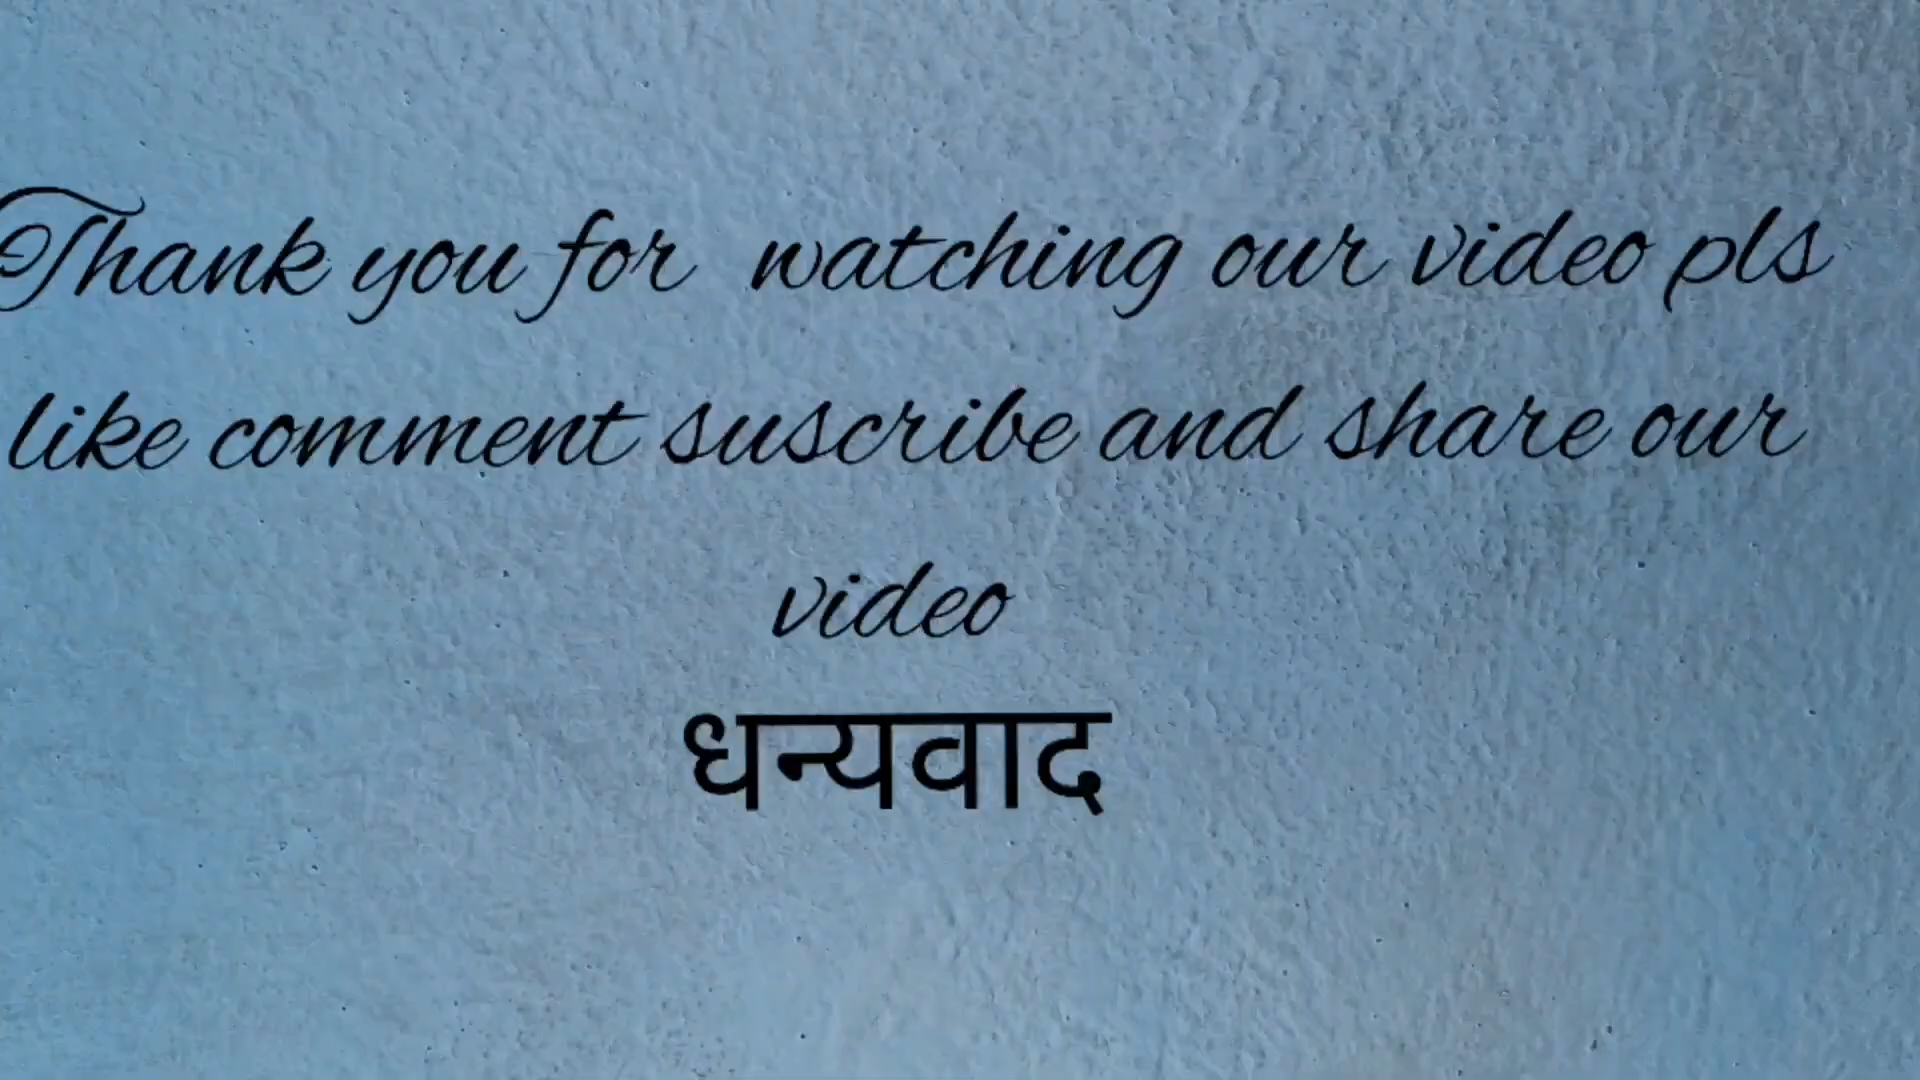 Thank you for watching our video pls
like comment suscribe and share our
video
धन्यवाद